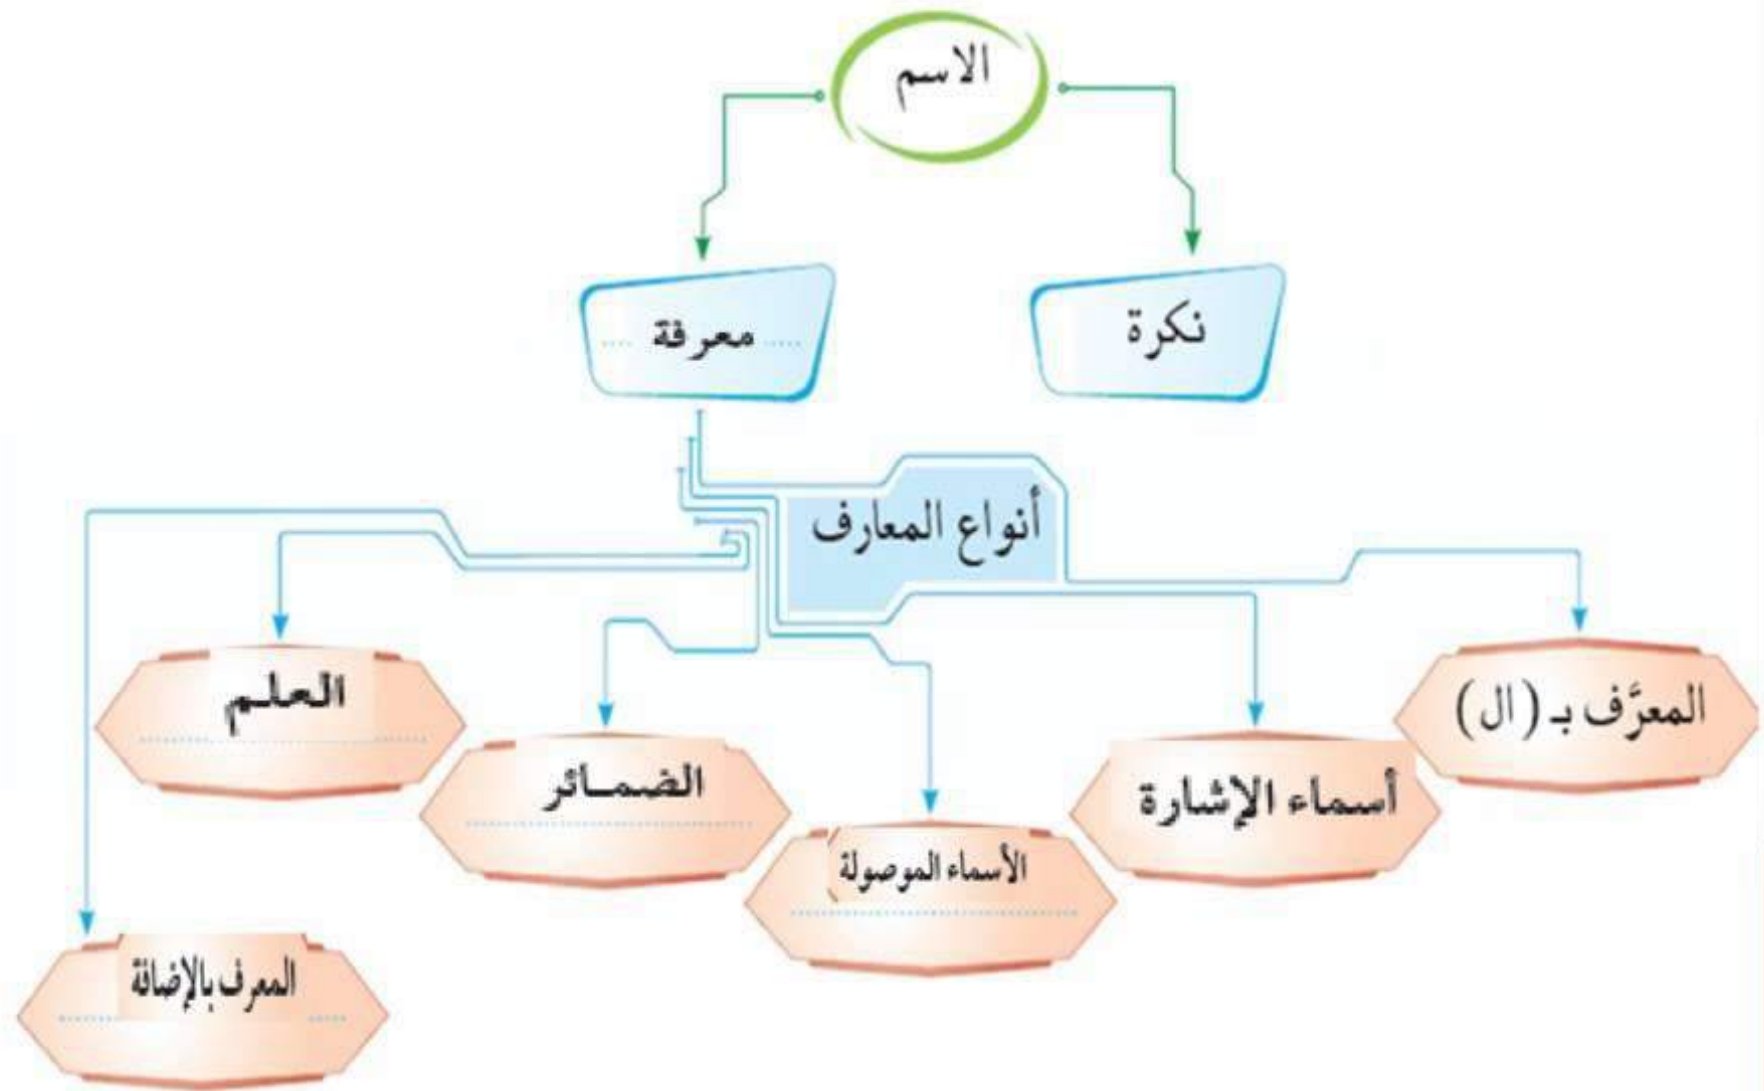 الاسم
نكرة
معرفة
أنواع المعارف
المعرَّف بـ ( ال )
أسماء الإشارة
الأسماء الموصولة
الضمائر
العلم
المعرف بالإضافة